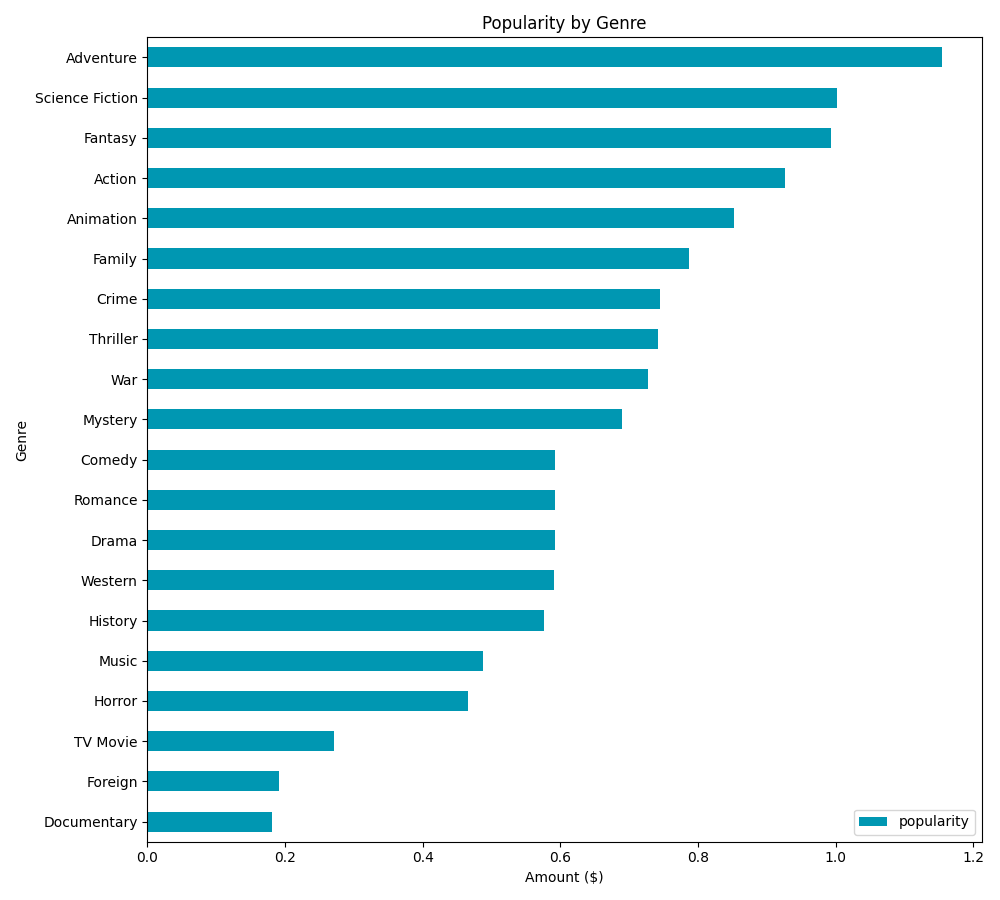 Popularity by Genre
Adventure
Science Fiction
Fantasy
Action
Animation
Family
Crime
Thriller
War
Mystery
Comedy
Romance
Drama
Western
History
Music
Horror
TV Movie
Foreign
Documentary
Genre
popularity
0.0 0.2 0.4 0.6 0.8 1.0 1.2
Amount ($)